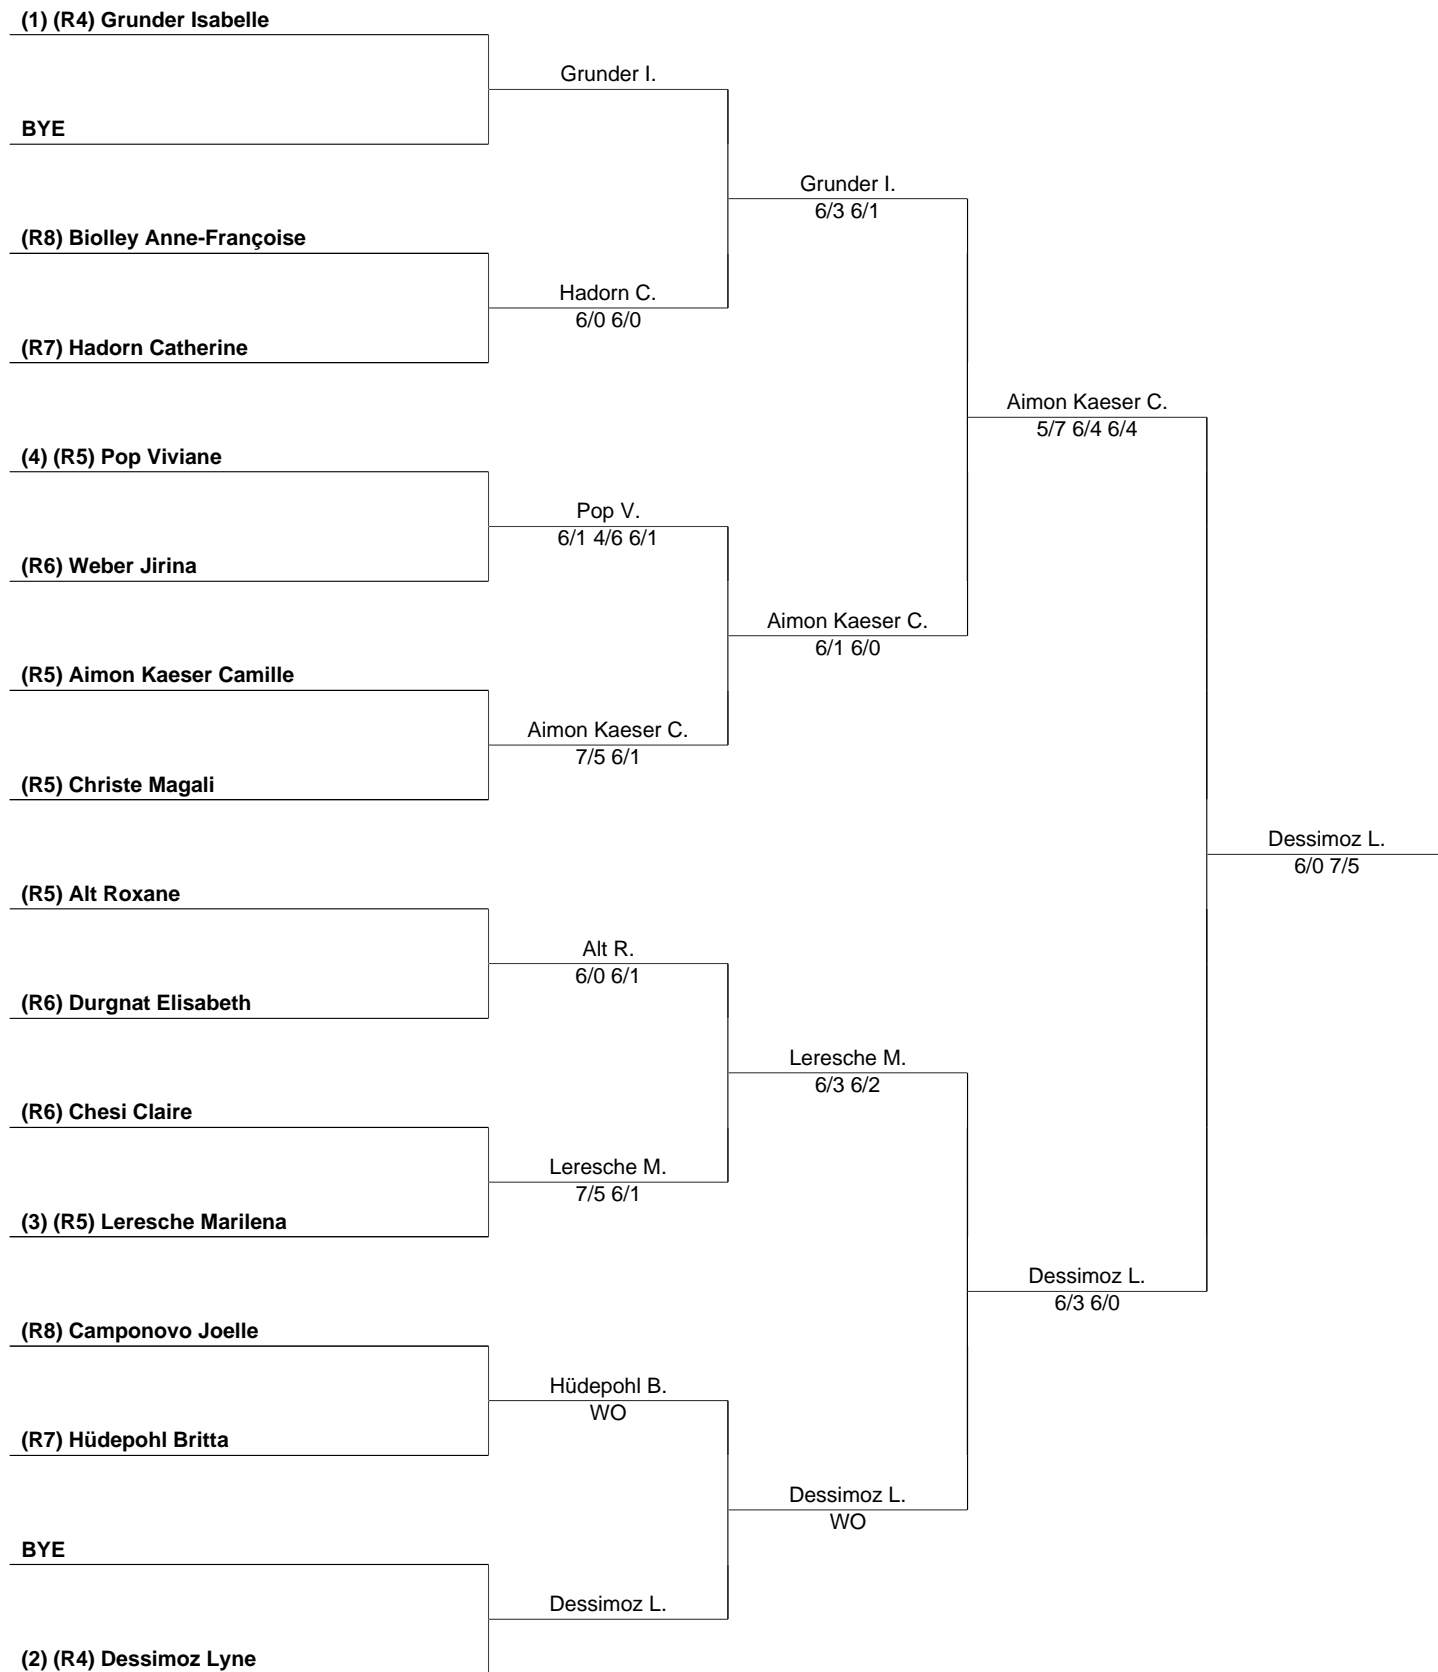 (1) (R4) Grunder Isabelle
Grunder I.
BYE
Grunder I.
6/3 6/1
(R8) Biolley Anne-Françoise
Hadorn C.
6/0 6/0
(R7) Hadorn Catherine
Aimon Kaeser C.
5/7 6/4 6/4
(4) (R5) Pop Viviane
Pop V.
6/1 4/6 6/1
(R6) Weber Jirina
Aimon Kaeser C.
6/1 6/0
(R5) Aimon Kaeser Camille
Aimon Kaeser C.
7/5 6/1
(R5) Christe Magali
Dessimoz L.
6/0 7/5
(R5) Alt Roxane
Alt R.
6/0 6/1
(R6) Durgnat Elisabeth
Leresche M.
6/3 6/2
(R6) Chesi Claire
Leresche M.
7/5 6/1
(3) (R5) Leresche Marilena
Dessimoz L.
6/3 6/0
(R8) Camponovo Joelle
Hüdepohl B.
WO
(R7) Hüdepohl Britta
Dessimoz L.
WO
BYE
Dessimoz L.
(2) (R4) Dessimoz Lyne